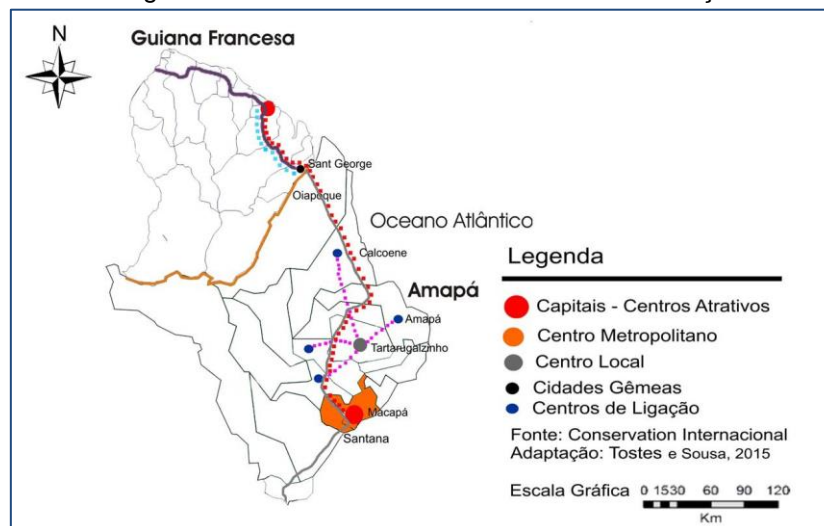 Guiana Francesa
N
Sant George
Oiapoque
Oceano Atlântico
Calcoene
Amapá
Amapá
Tartarugalzinho
Macapá
Santana
Legenda
Capitais - Centros Atrativos
Centro Metropolitano
Centro Local
Cidades Gêmeas
Centros de Ligação
Fonte: Conservation Internacional
Adaptação: Tostes e Sousa, 2015
Escala Gráfica 0 1530 60 90 120
Km